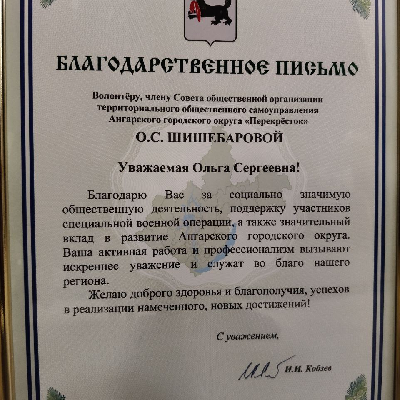 БЛАГОДАРСТВЕННОЕ ПИСЬМО
Волонтёру, члену Совета общественной организации
территориального общественного самоуправления
Ангарского городского округа «Перекрёсток»
О.С. ШИШЕБАРОВОЙ
Уважаемая Ольга Сергеевна!
Благодарю Вас за социально значимую
общественную деятельность, поддержку участников
специальной военной операции, а также значительный
вклад в развитие Ангарского городского округа.
Ваша активная работа и профессионализм вызывают
искреннее уважение и служат во благо нашего
региона.
Желаю доброго здоровья и благополучия, успехов
в реализации намеченного, новых достижений!
С уважением,
И.И. Кобзев